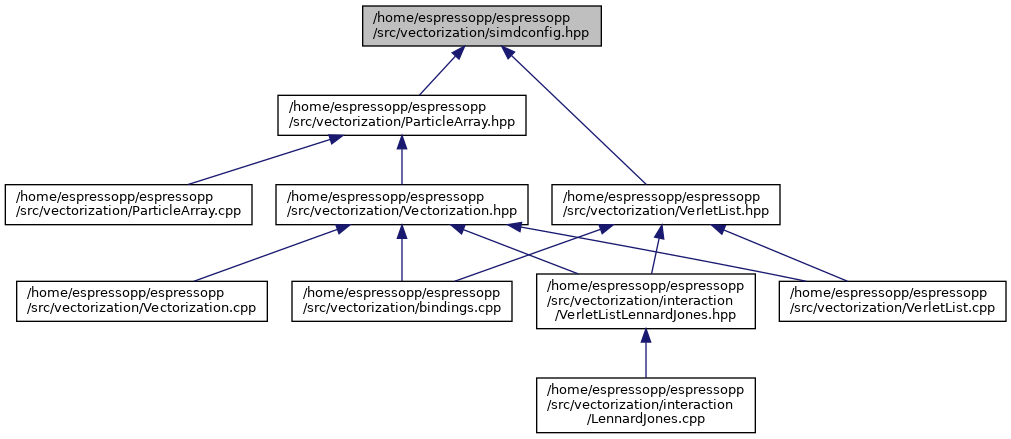 /home/espressopp/espressopp
/src/vectorization/simdconfig.hpp
/home/espressopp/espressopp
/src/vectorization/ParticleArray.hpp
/home/espressopp/espressopp
/src/vectorization/ParticleArray.cpp
/home/espressopp/espressopp
/src/vectorization/Vectorization.hpp
/home/espressopp/espressopp
/src/vectorization/VerletList.hpp
/home/espressopp/espressopp
/src/vectorization/Vectorization.cpp
/home/espressopp/espressopp
/src/vectorization/bindings.cpp
/home/espressopp/espressopp
/src/vectorization/interaction
/VerletListLennardJones.hpp
/home/espressopp/espressopp
/src/vectorization/VerletList.cpp
/home/espressopp/espressopp
/src/vectorization/interaction
/LennardJones.cpp